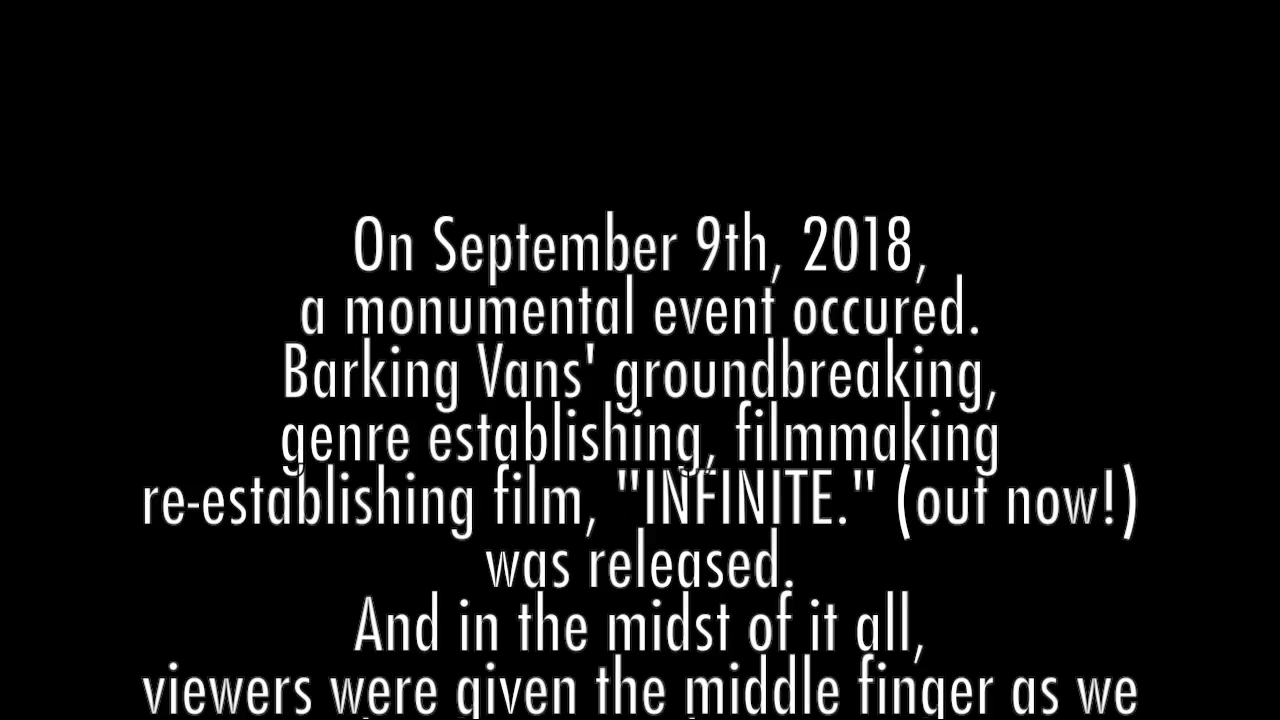 On September 9th, 2018,
a monumental event occured.
Barking Vans' groundbreaking,
genre establishing, filmmaking
re-establishing film, "INFINITE." (out now!)
was released.
And in the midst of it all,
viewers were given the middle finger as we